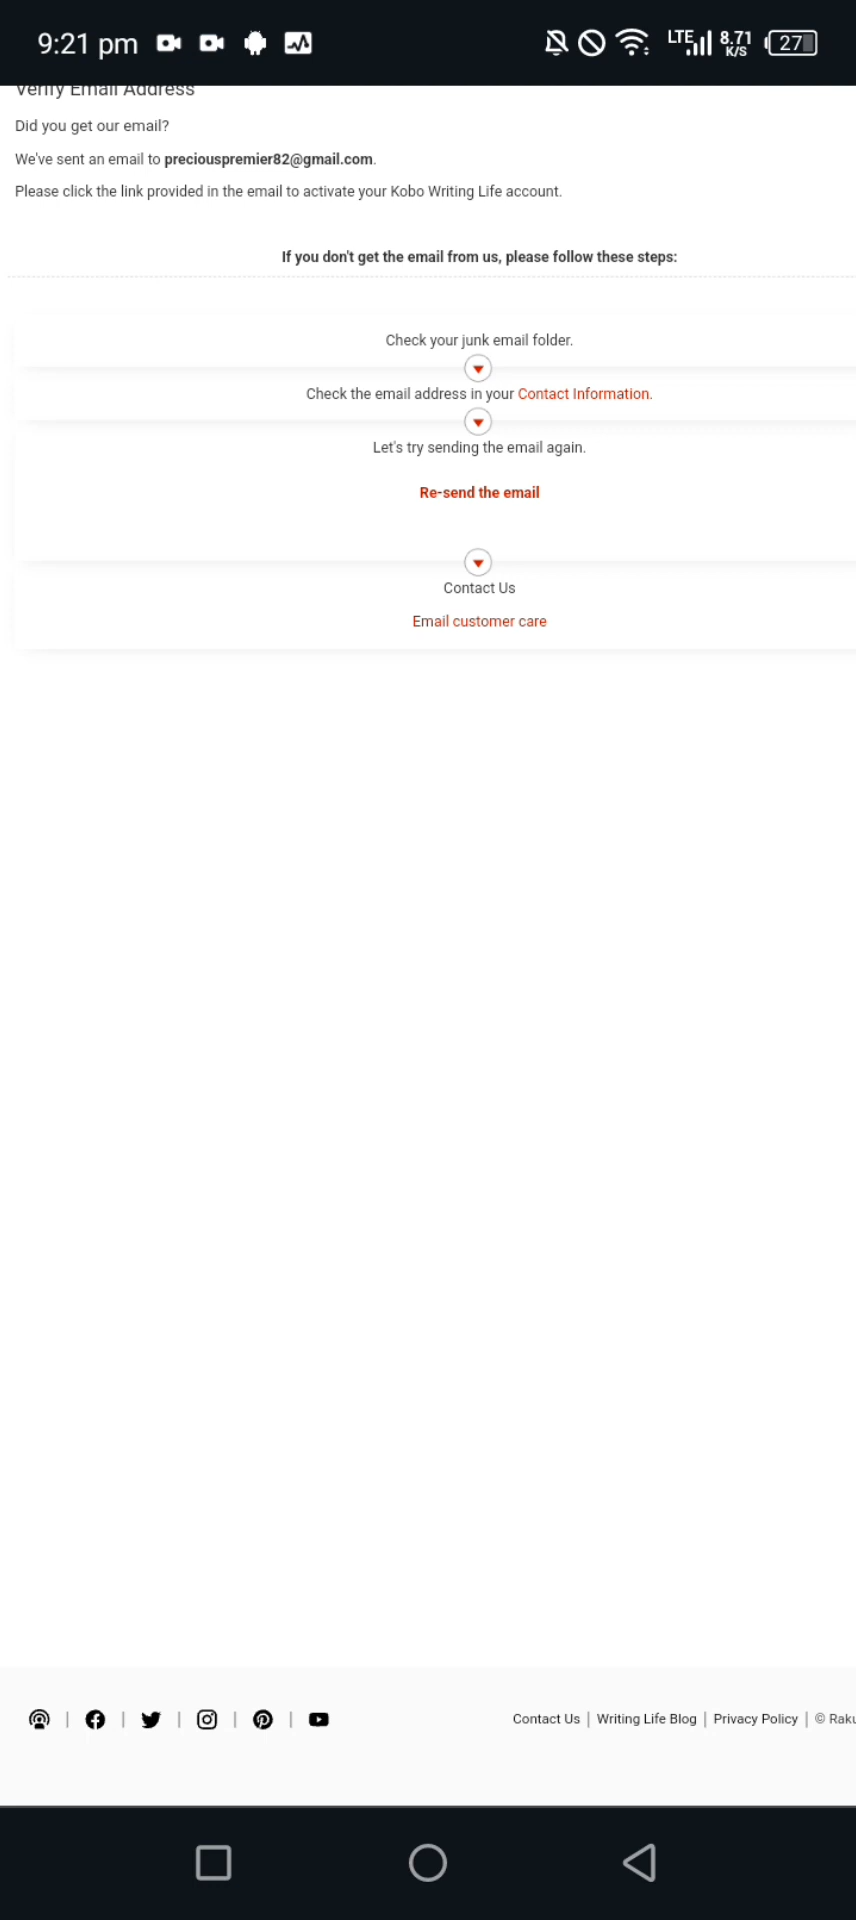 9:21 pm
LTE 8.71 K/S 27
Verify Email Address
Did you get our email?
We've sent an email to preciouspremier82@gmail.com.
Please click the link provided in the email to activate your Kobo Writing Life account.
If you don't get the email from us, please follow these steps:
Check your junk email folder.
Check the email address in your Contact Information.
Let's try sending the email again.
Re-send the email
Contact Us
Email customer care
Contact Us | Writing Life Blog | Privacy Policy | © Raku